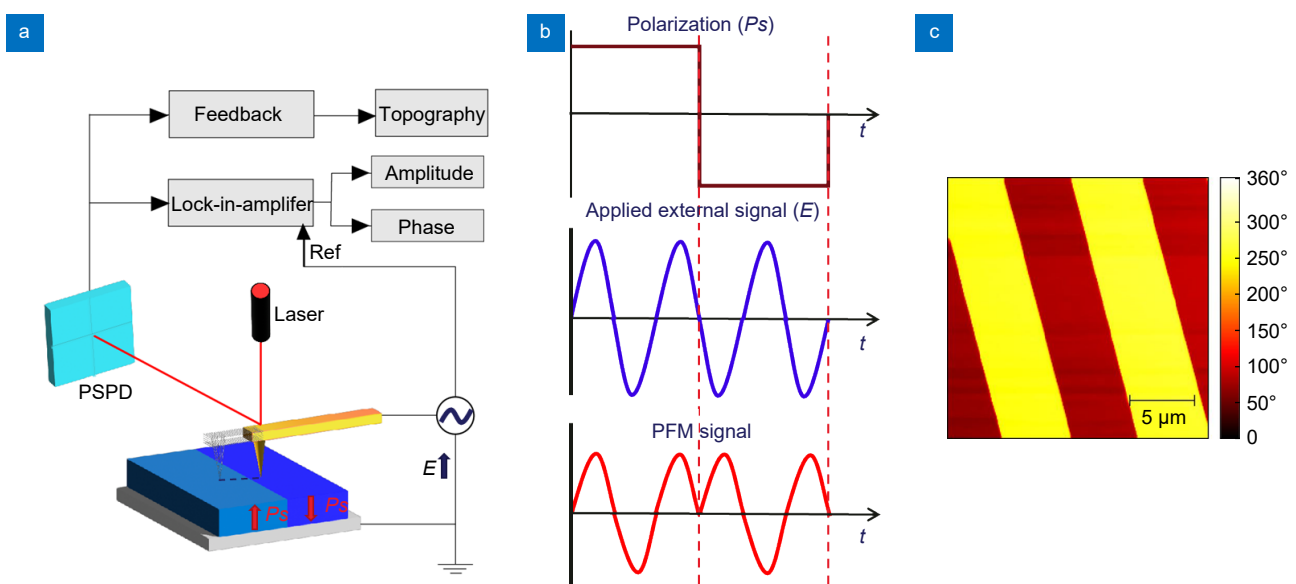 a
Feedback
Topography
Lock-in-amplifer
Amplitude
Phase
Ref
Laser
PSPD
E
Ps
Ps
b
Polarization (Ps)
t
Applied external signal (E)
t
PFM signal
t
c
360°
300°
250°
200°
150°
100°
50°
0
5 μm